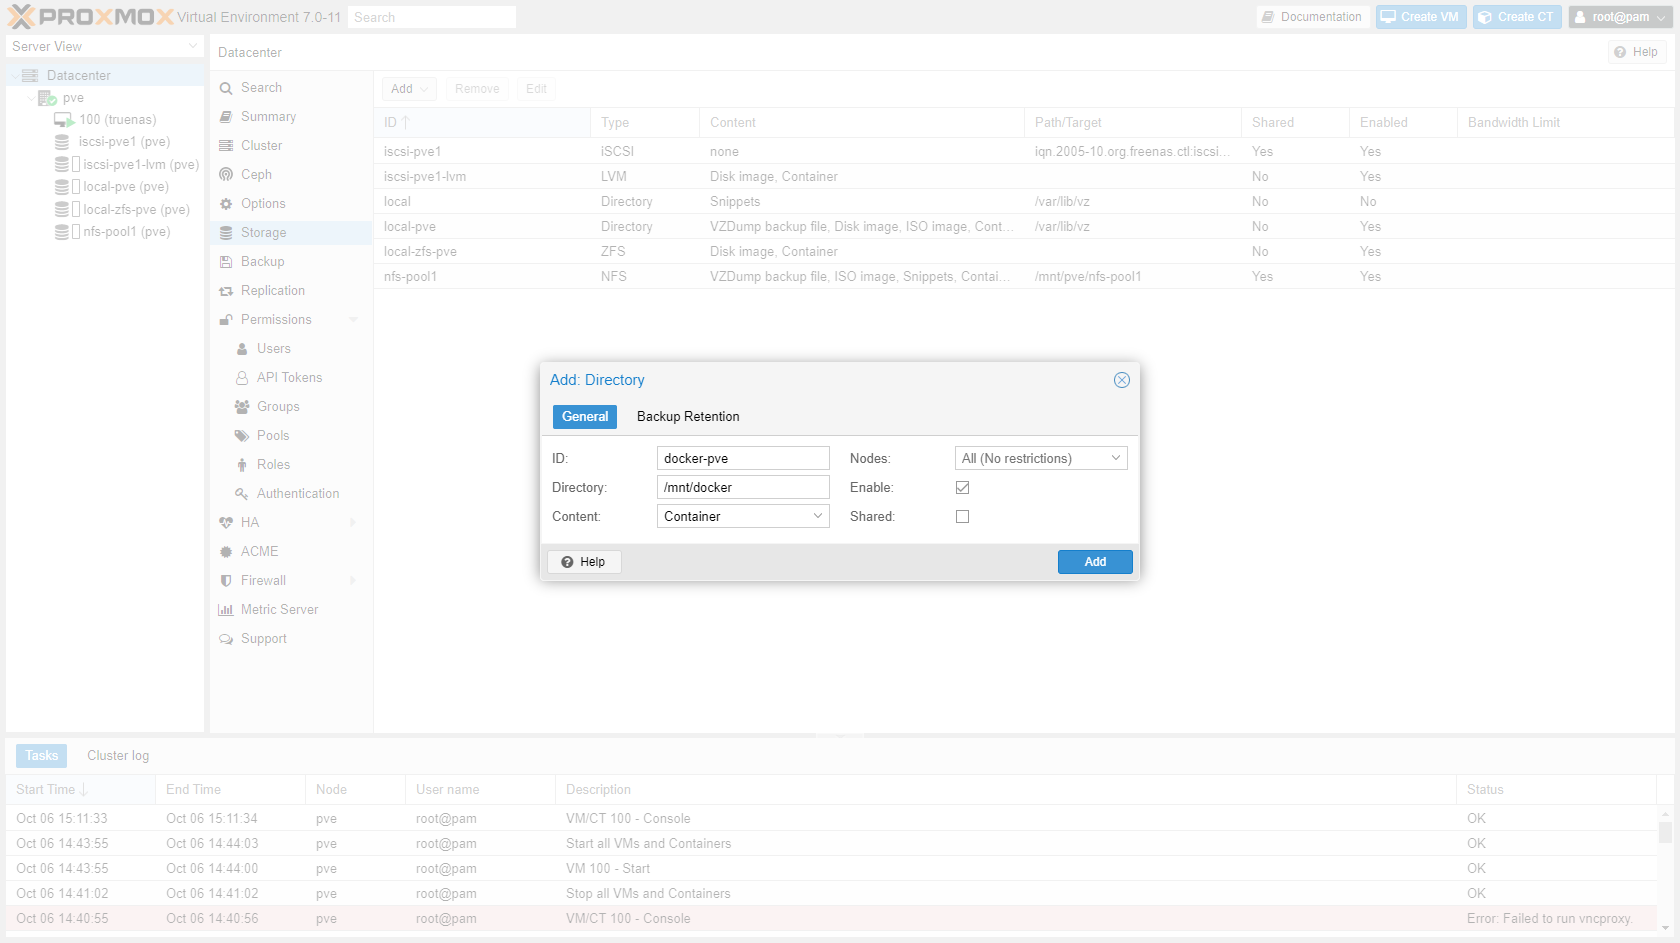 PROXMOX Virtual Environment 7.0-11 Search Documentation Create VM Create CT root@pam
Server View
Datacenter
pve
100 (truenas)
iscsi-pve1 (pve)
iscsi-pve1-lvm (pve)
local-pve (pve)
local-zfs-pve (pve)
nfs-pool1 (pve)
Datacenter Help
Search
Summary
Cluster
Ceph
Options
Storage
Backup
Replication
Permissions
Users
API Tokens
Groups
Pools
Roles
Authentication
HA
ACME
Firewall
Metric Server
Support
Add Remove Edit
ID Type Content Path/Target Shared Enabled Bandwidth Limit
iscsi-pve1 iSCSI none iqn.2005-10.org.freenas.ctl:iscsi... Yes Yes
iscsi-pve1-lvm LVM Disk image, Container No Yes
local Directory Snippets /var/lib/vz No No
local-pve Directory VZDump backup file, Disk image, ISO image, Cont... /var/lib/vz No Yes
local-zfs-pve ZFS Disk image, Container No Yes
nfs-pool1 NFS VZDump backup file, ISO image, Snippets, Contai... /mnt/pve/nfs-pool1 Yes Yes
Add: Directory
General Backup Retention
ID: docker-pve Nodes: All (No restrictions)
Directory: /mnt/docker Enable:
Content: Container Shared:
Help Add
Tasks Cluster log
Start Time End Time Node User name Description Status
Oct 06 15:11:33 Oct 06 15:11:34 pve root@pam VM/CT 100 - Console OK
Oct 06 14:43:55 Oct 06 14:44:03 pve root@pam Start all VMs and Containers OK
Oct 06 14:43:55 Oct 06 14:44:00 pve root@pam VM 100 - Start OK
Oct 06 14:41:02 Oct 06 14:41:02 pve root@pam Stop all VMs and Containers OK
Oct 06 14:40:55 Oct 06 14:40:56 pve root@pam VM/CT 100 - Console Error: Failed to run vncproxy.